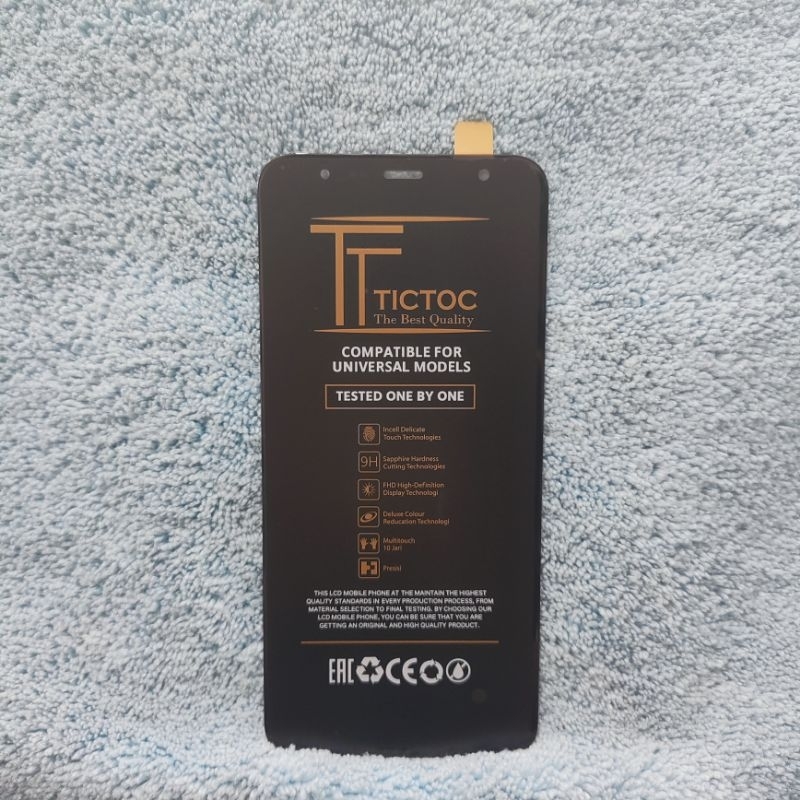 TT
TICTOC
The Best Quality
COMPATIBLE FOR
UNIVERSAL MODELS
TESTED ONE BY ONE
Incell Delicate
Touch Technologies
9H
Sapphire Hardness
Cutting Technologies
FHD High-Definition
Display Technologi
Deluxe Colour
Reducation Technologi
Multitouch
10 Jari
Presisi
THIS LCD MOBILE PHONE AT THE MAINTAIN THE HIGHEST
QUALITY STANDARDS IN EVERY PRODUCTION PROCESS, FROM
MATERIAL SELECTION TO FINAL TESTING. BY CHOOSING OUR
LCD MOBILE PHONE, YOU CAN BE SURE THAT YOU ARE
GETTING AN ORIGINAL AND HIGH QUALITY PRODUCT.
EAC CE